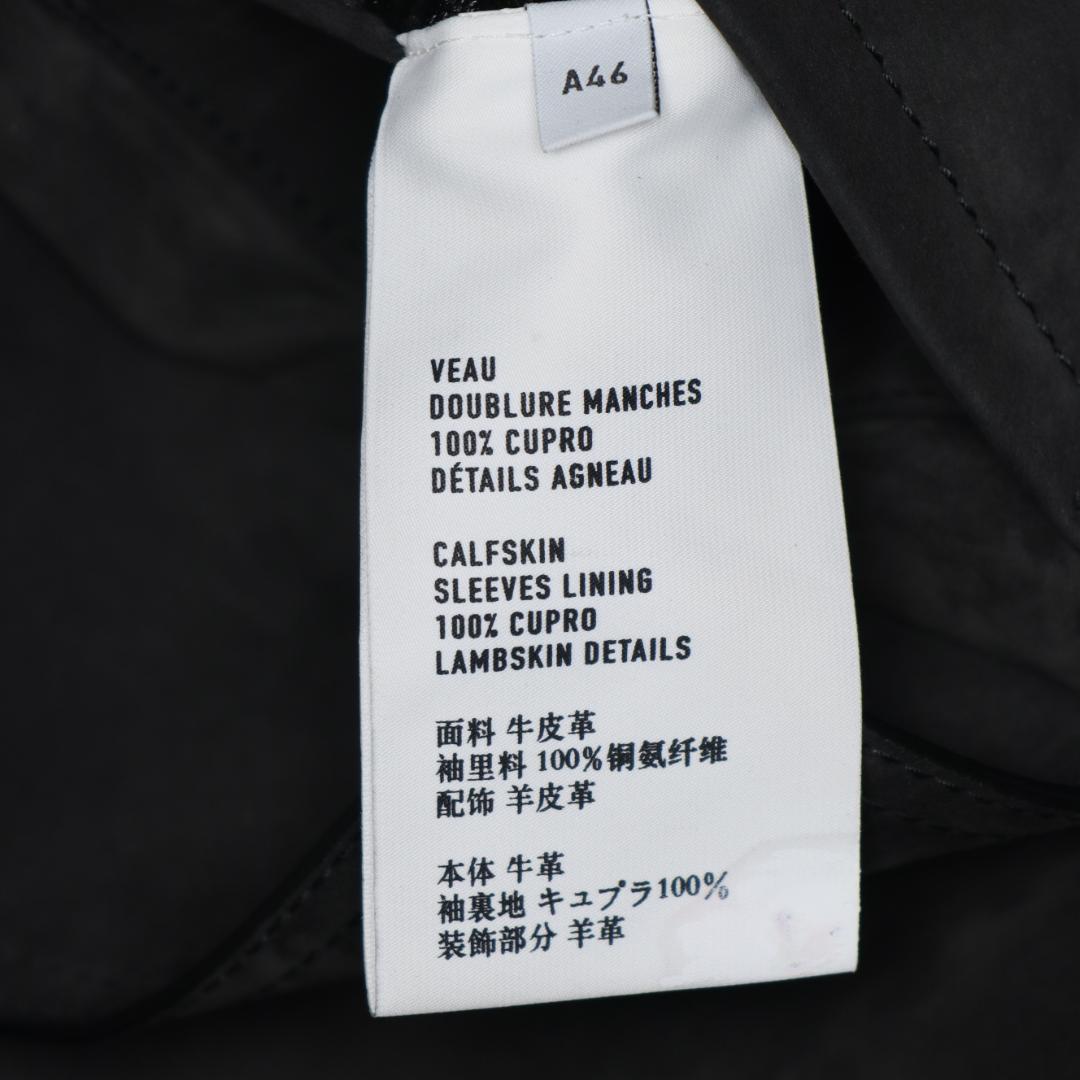 A46
VEAU
DOUBLURE MANCHES
100% CUPRO
DÉTAILS AGNEAU
CALFSKIN
SLEEVES LINING
100% CUPRO
LAMBSKIN DETAILS
面料 牛皮革
袖里料 100%铜氨纤维
配饰 羊皮革
本体 牛革
袖裏地 キュプラ100%
装飾部分 羊革